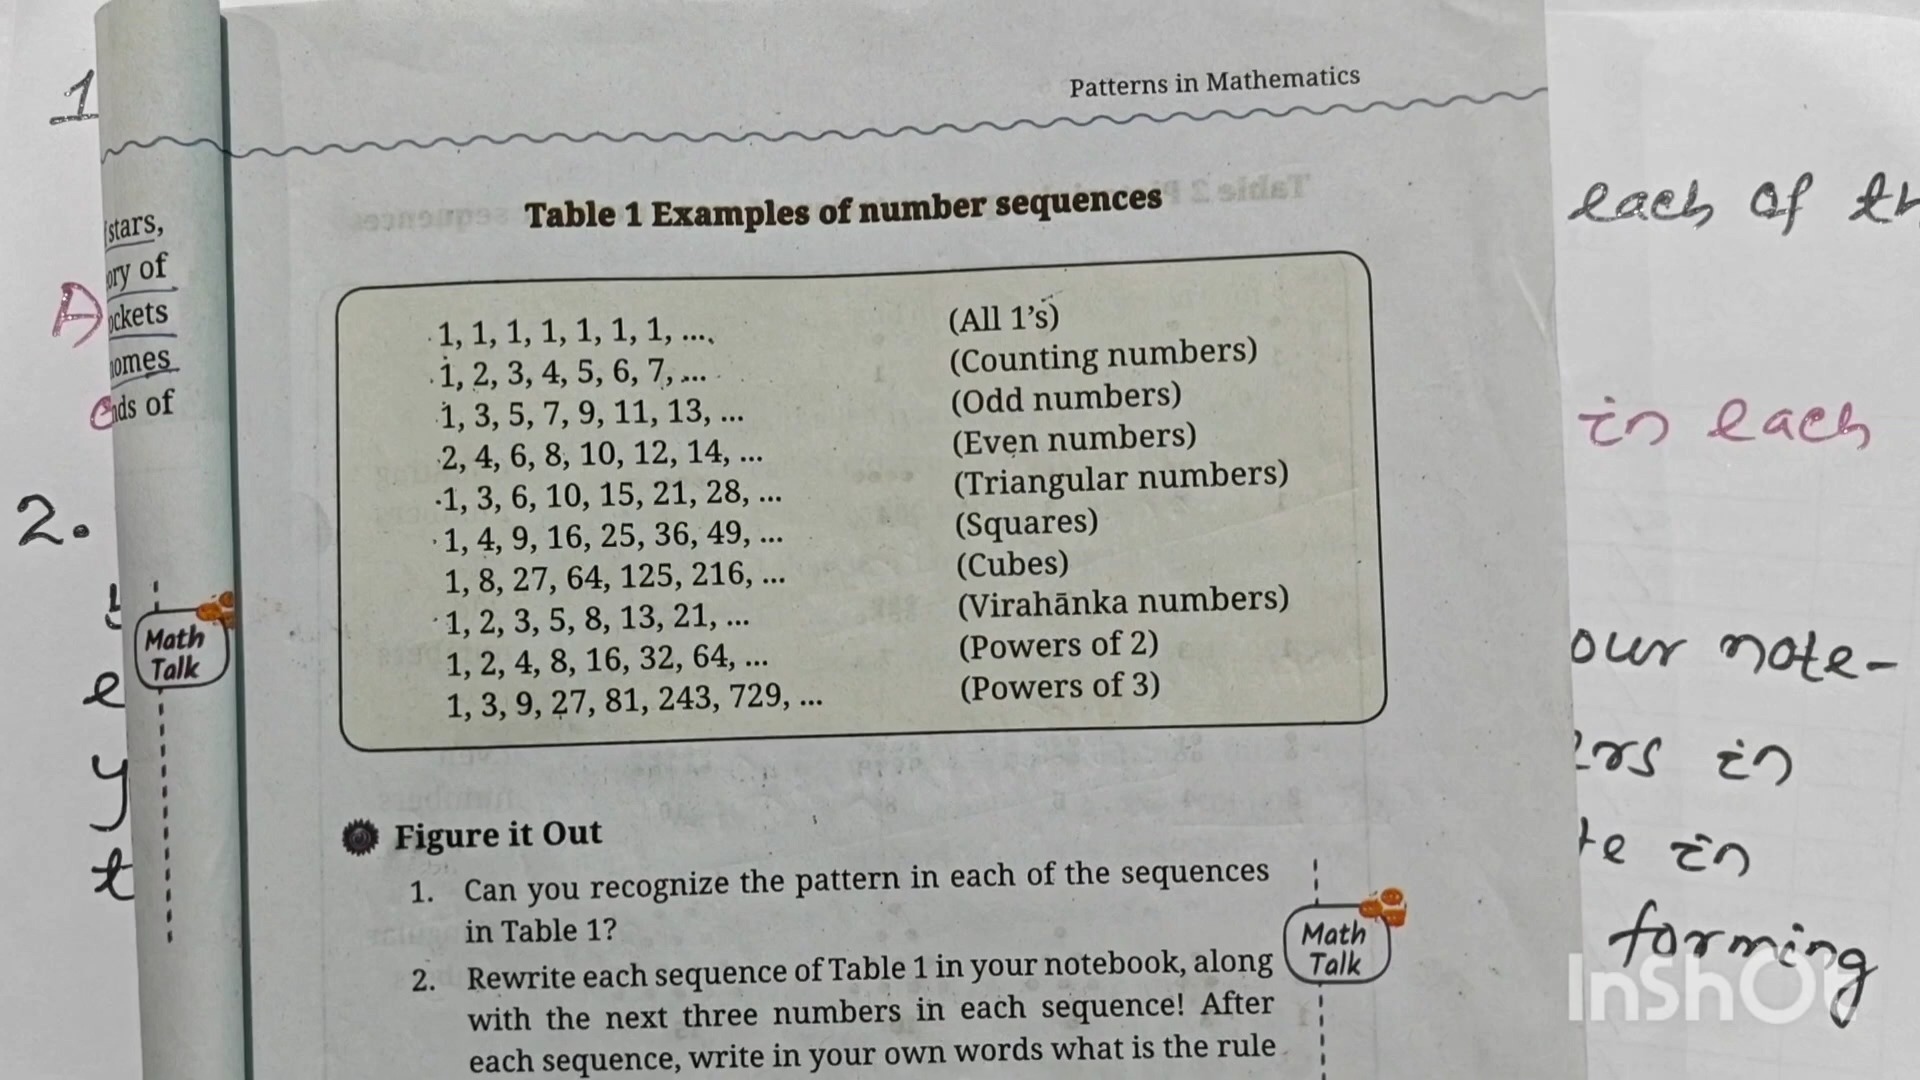 Patterns in Mathematics
1
each of
stars,
of
A
in each
2.
Math
Talk
e
y
t
our note-
in
in
forming
Table 1 Examples of number sequences
1, 1, 1, 1, 1, 1, 1, ... (All 1's)
1, 2, 3, 4, 5, 6, 7, ... (Counting numbers)
1, 3, 5, 7, 9, 11, 13, ... (Odd numbers)
2, 4, 6, 8, 10, 12, 14, ... (Even numbers)
1, 3, 6, 10, 15, 21, 28, ... (Triangular numbers)
1, 4, 9, 16, 25, 36, 49, ... (Squares)
1, 8, 27, 64, 125, 216, ... (Cubes)
1, 2, 3, 5, 8, 13, 21, ... (Virahānka numbers)
1, 2, 4, 8, 16, 32, 64, ... (Powers of 2)
1, 3, 9, 27, 81, 243, 729, ... (Powers of 3)
Figure it Out
1. Can you recognize the pattern in each of the sequences
in Table 1?
2. Rewrite each sequence of Table 1 in your notebook, along
with the next three numbers in each sequence! After
each sequence, write in your own words what is the rule
Math
Talk
InShOt